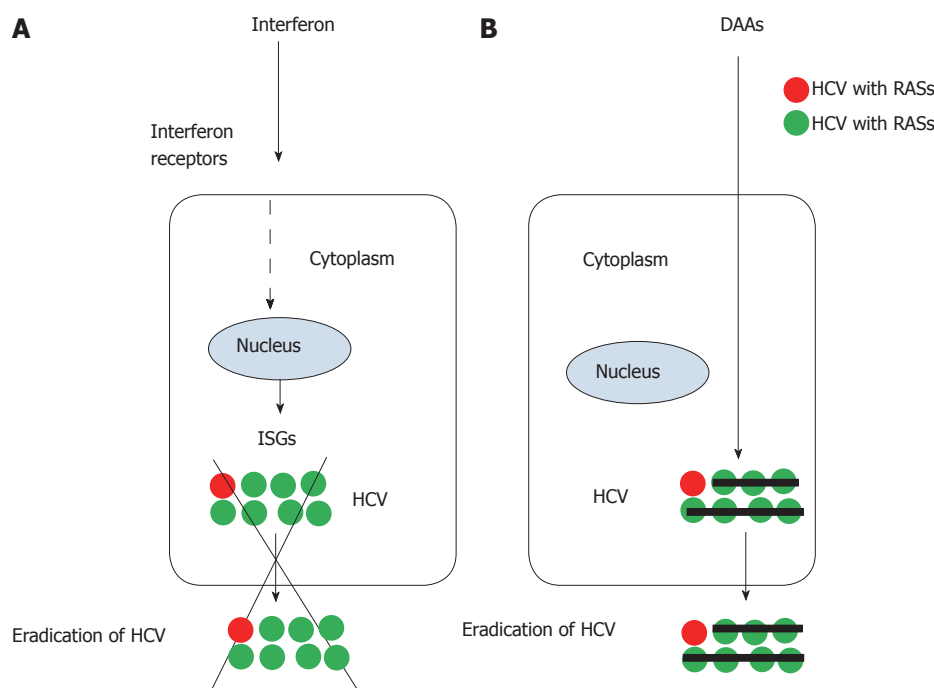 A
Interferon
Interferon
receptors
Cytoplasm
Nucleus
ISGs
HCV
Eradication of HCV
B
DAAs
HCV with RASs
HCV with RASs
Cytoplasm
Nucleus
HCV
Eradication of HCV